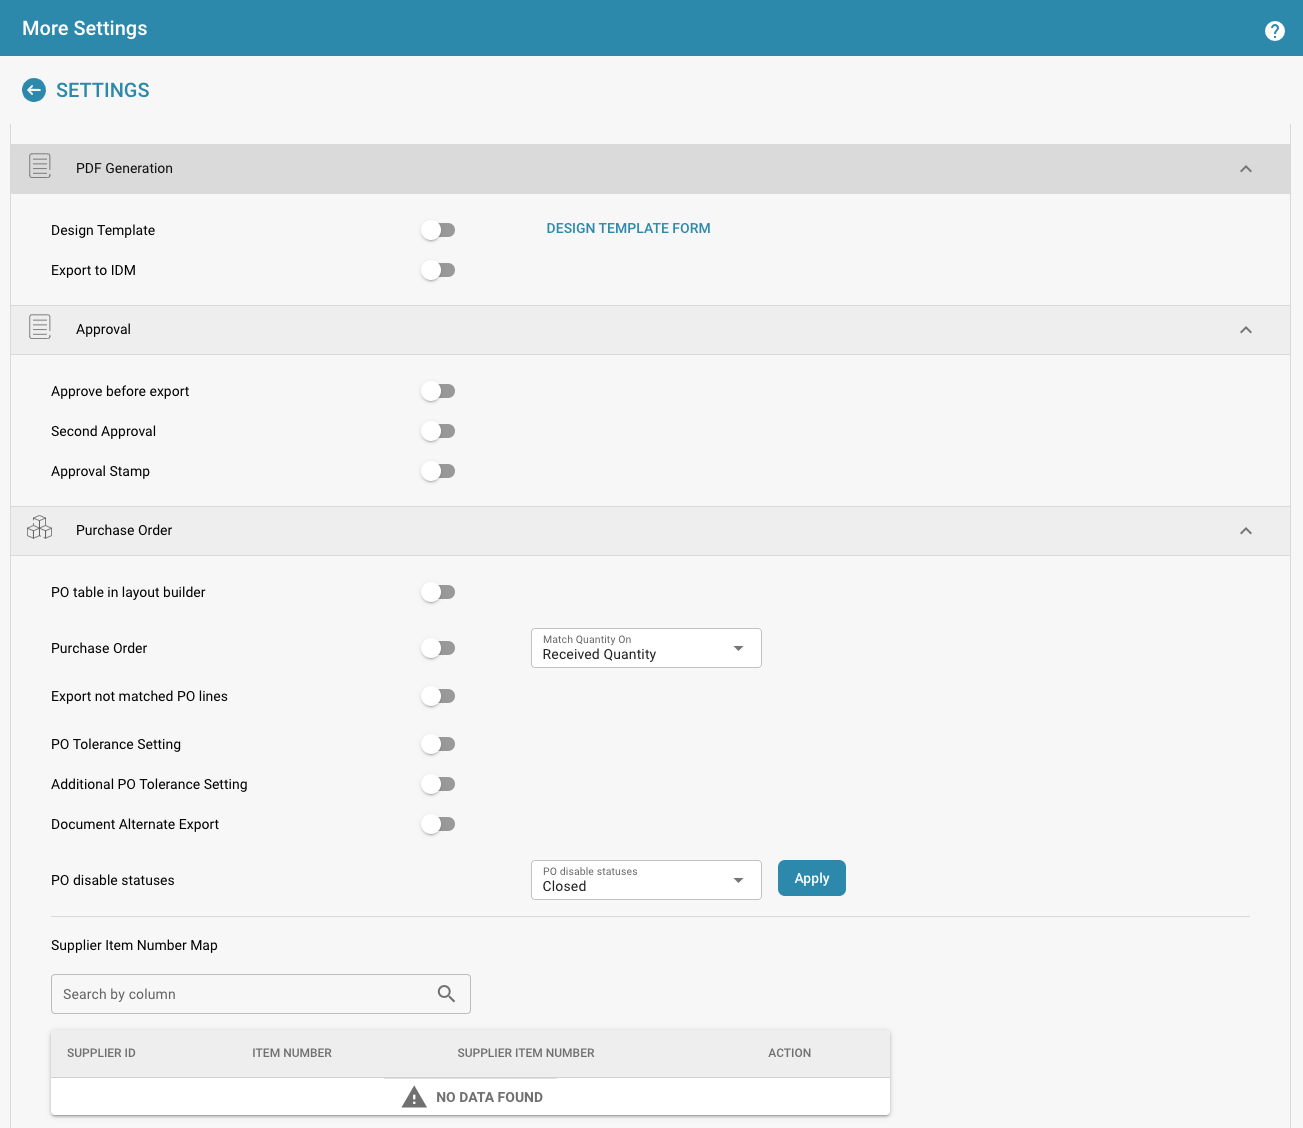 More Settings
SETTINGS
PDF Generation
Design Template
DESIGN TEMPLATE FORM
Export to IDM
Approval
Approve before export
Second Approval
Approval Stamp
Purchase Order
PO table in layout builder
Purchase Order
Match Quantity On
Received Quantity
Export not matched PO lines
PO Tolerance Setting
Additional PO Tolerance Setting
Document Alternate Export
PO disable statuses
PO disable statuses
Closed
Apply
Supplier Item Number Map
Search by column
SUPPLIER ID ITEM NUMBER SUPPLIER ITEM NUMBER ACTION
NO DATA FOUND